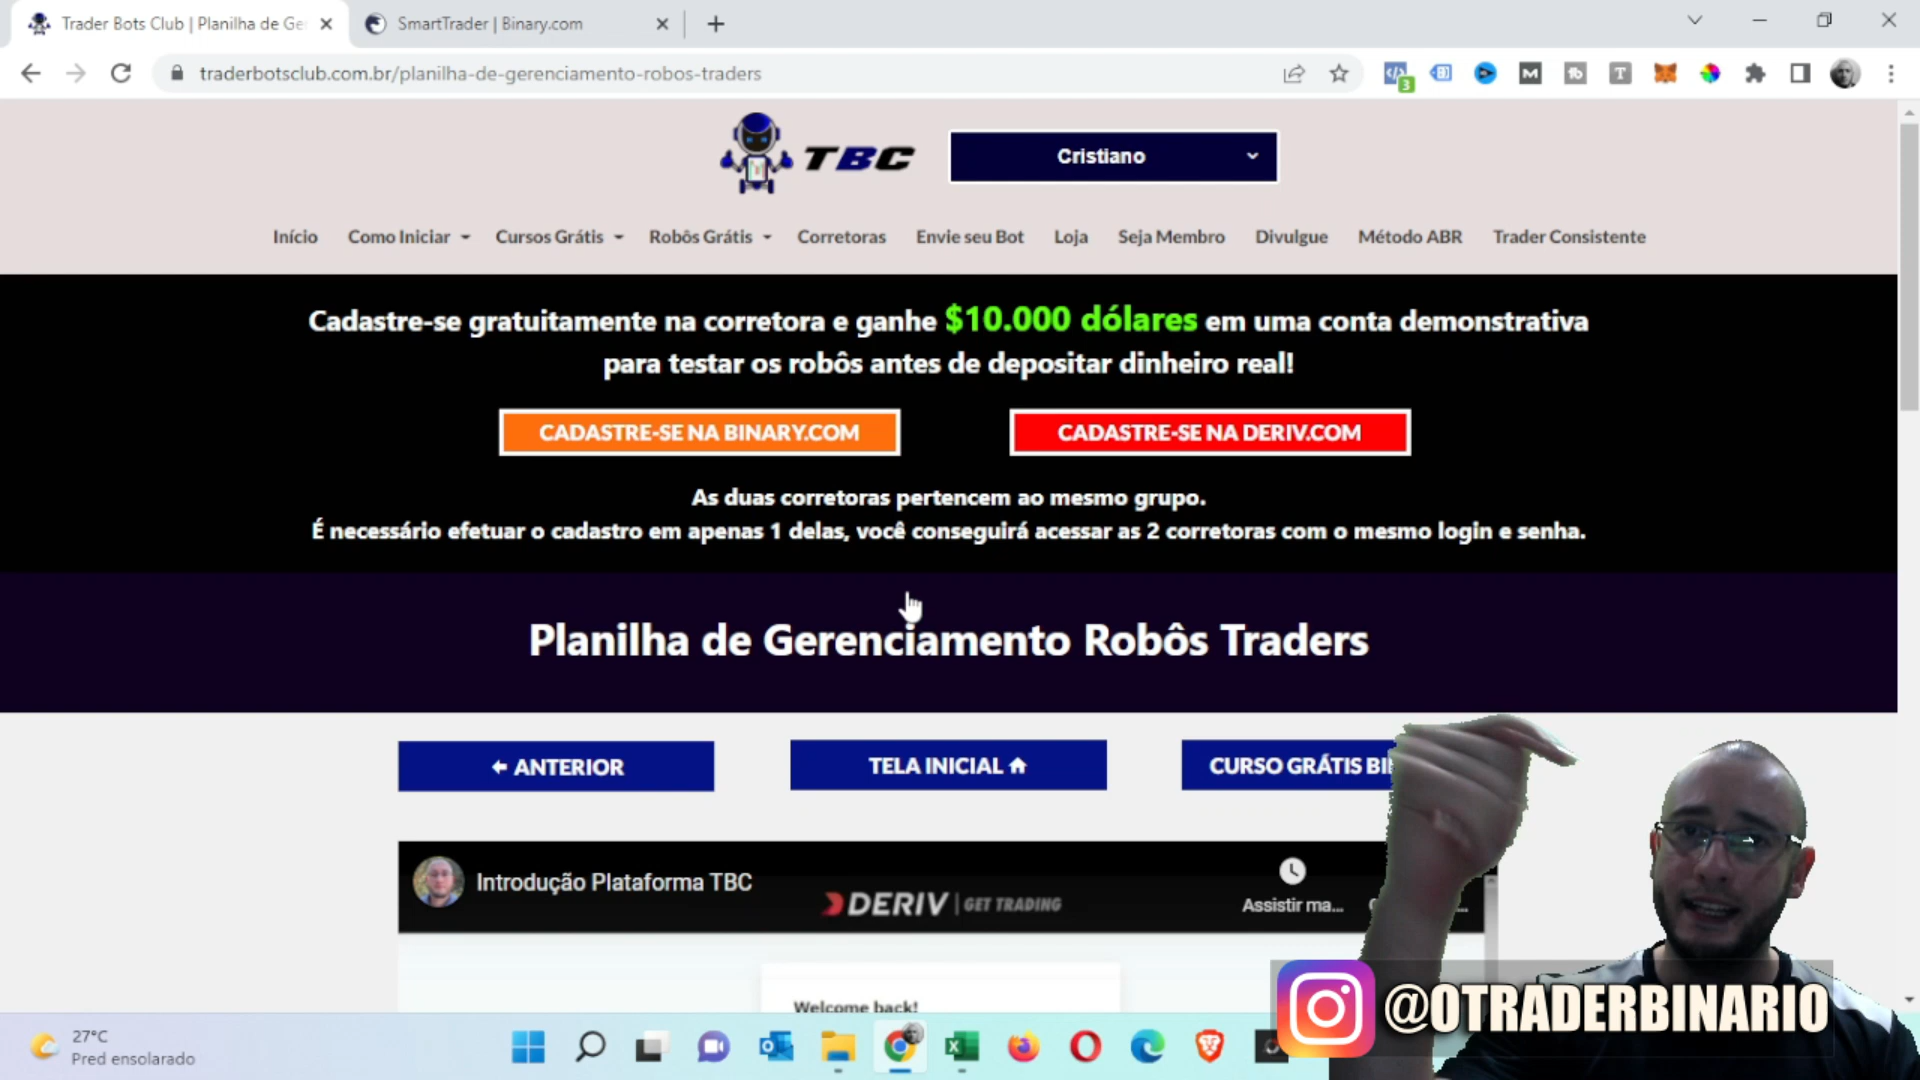 Trader Bots Club | Planilha de Ge
SmartTrader | Binary.com
traderbotsclub.com.br/planilha-de-gerenciamento-robos-traders
3
TBC
Cristiano
Início
Como Iniciar
Cursos Grátis
Robôs Grátis
Corretoras
Envie seu Bot
Loja
Seja Membro
Divulgue
Método ABR
Trader Consistente
Cadastre-se gratuitamente na corretora e ganhe $10.000 dólares em uma conta demonstrativa
para testar os robôs antes de depositar dinheiro real!
CADASTRE-SE NA BINARY.COM
CADASTRE-SE NA DERIV.COM
As duas corretoras pertencem ao mesmo grupo.
É necessário efetuar o cadastro em apenas 1 delas, você conseguirá acessar as 2 corretoras com o mesmo login e senha.
Planilha de Gerenciamento Robôs Traders
ANTERIOR
TELA INICIAL
CURSO GRÁTIS BI
Introdução Plataforma TBC
DERIV | GET TRADING
Assistir ma...
Welcome back!
@OTRADERBINARIO
27°C
Pred ensolarado